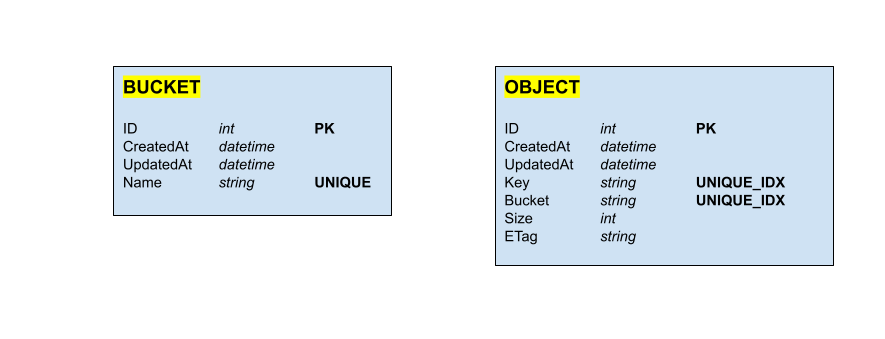 BUCKET
ID int PK
CreatedAt datetime
UpdatedAt datetime
Name string UNIQUE
OBJECT
ID int PK
CreatedAt datetime
UpdatedAt datetime
Key string UNIQUE_IDX
Bucket string UNIQUE_IDX
Size int
ETag string